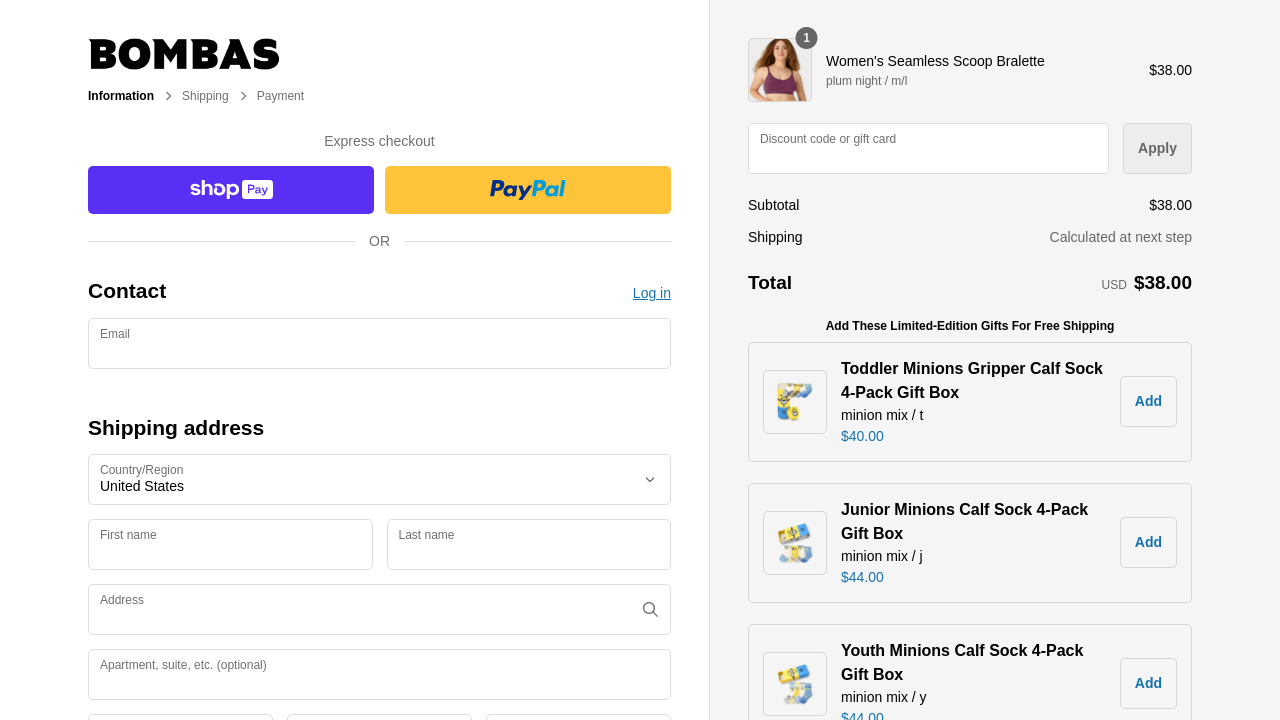 BOMBAS
Information > Shipping > Payment
Express checkout
shop Pay
PayPal
OR
Contact
Log in
Email
Shipping address
Country/Region
United States
First name
Last name
Address
Apartment, suite, etc. (optional)
1
Women's Seamless Scoop Bralette
plum night / m/l
$38.00
Discount code or gift card
Apply
Subtotal $38.00
Shipping Calculated at next step
Total USD $38.00
Add These Limited-Edition Gifts For Free Shipping
Toddler Minions Gripper Calf Sock
4-Pack Gift Box
minion mix / t
$40.00
Add
Junior Minions Calf Sock 4-Pack
Gift Box
minion mix / j
$44.00
Add
Youth Minions Calf Sock 4-Pack
Gift Box
minion mix / y
$44.00
Add